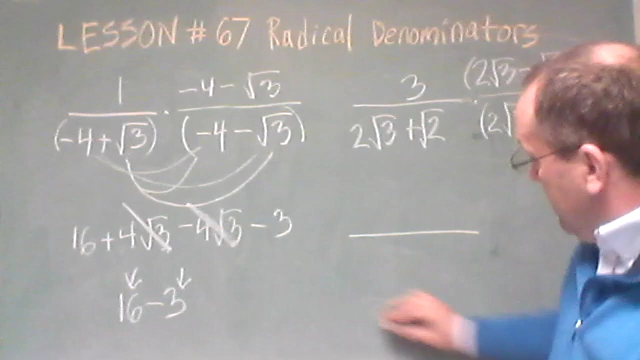 LESSON # 67 Radical Denominators
1 / (-4+√3) · -4-√3 / (-4-√3)
16+4√3 -4√3 -3
16-3
3 / 2√3+√2 · (2√3-√ / (2√